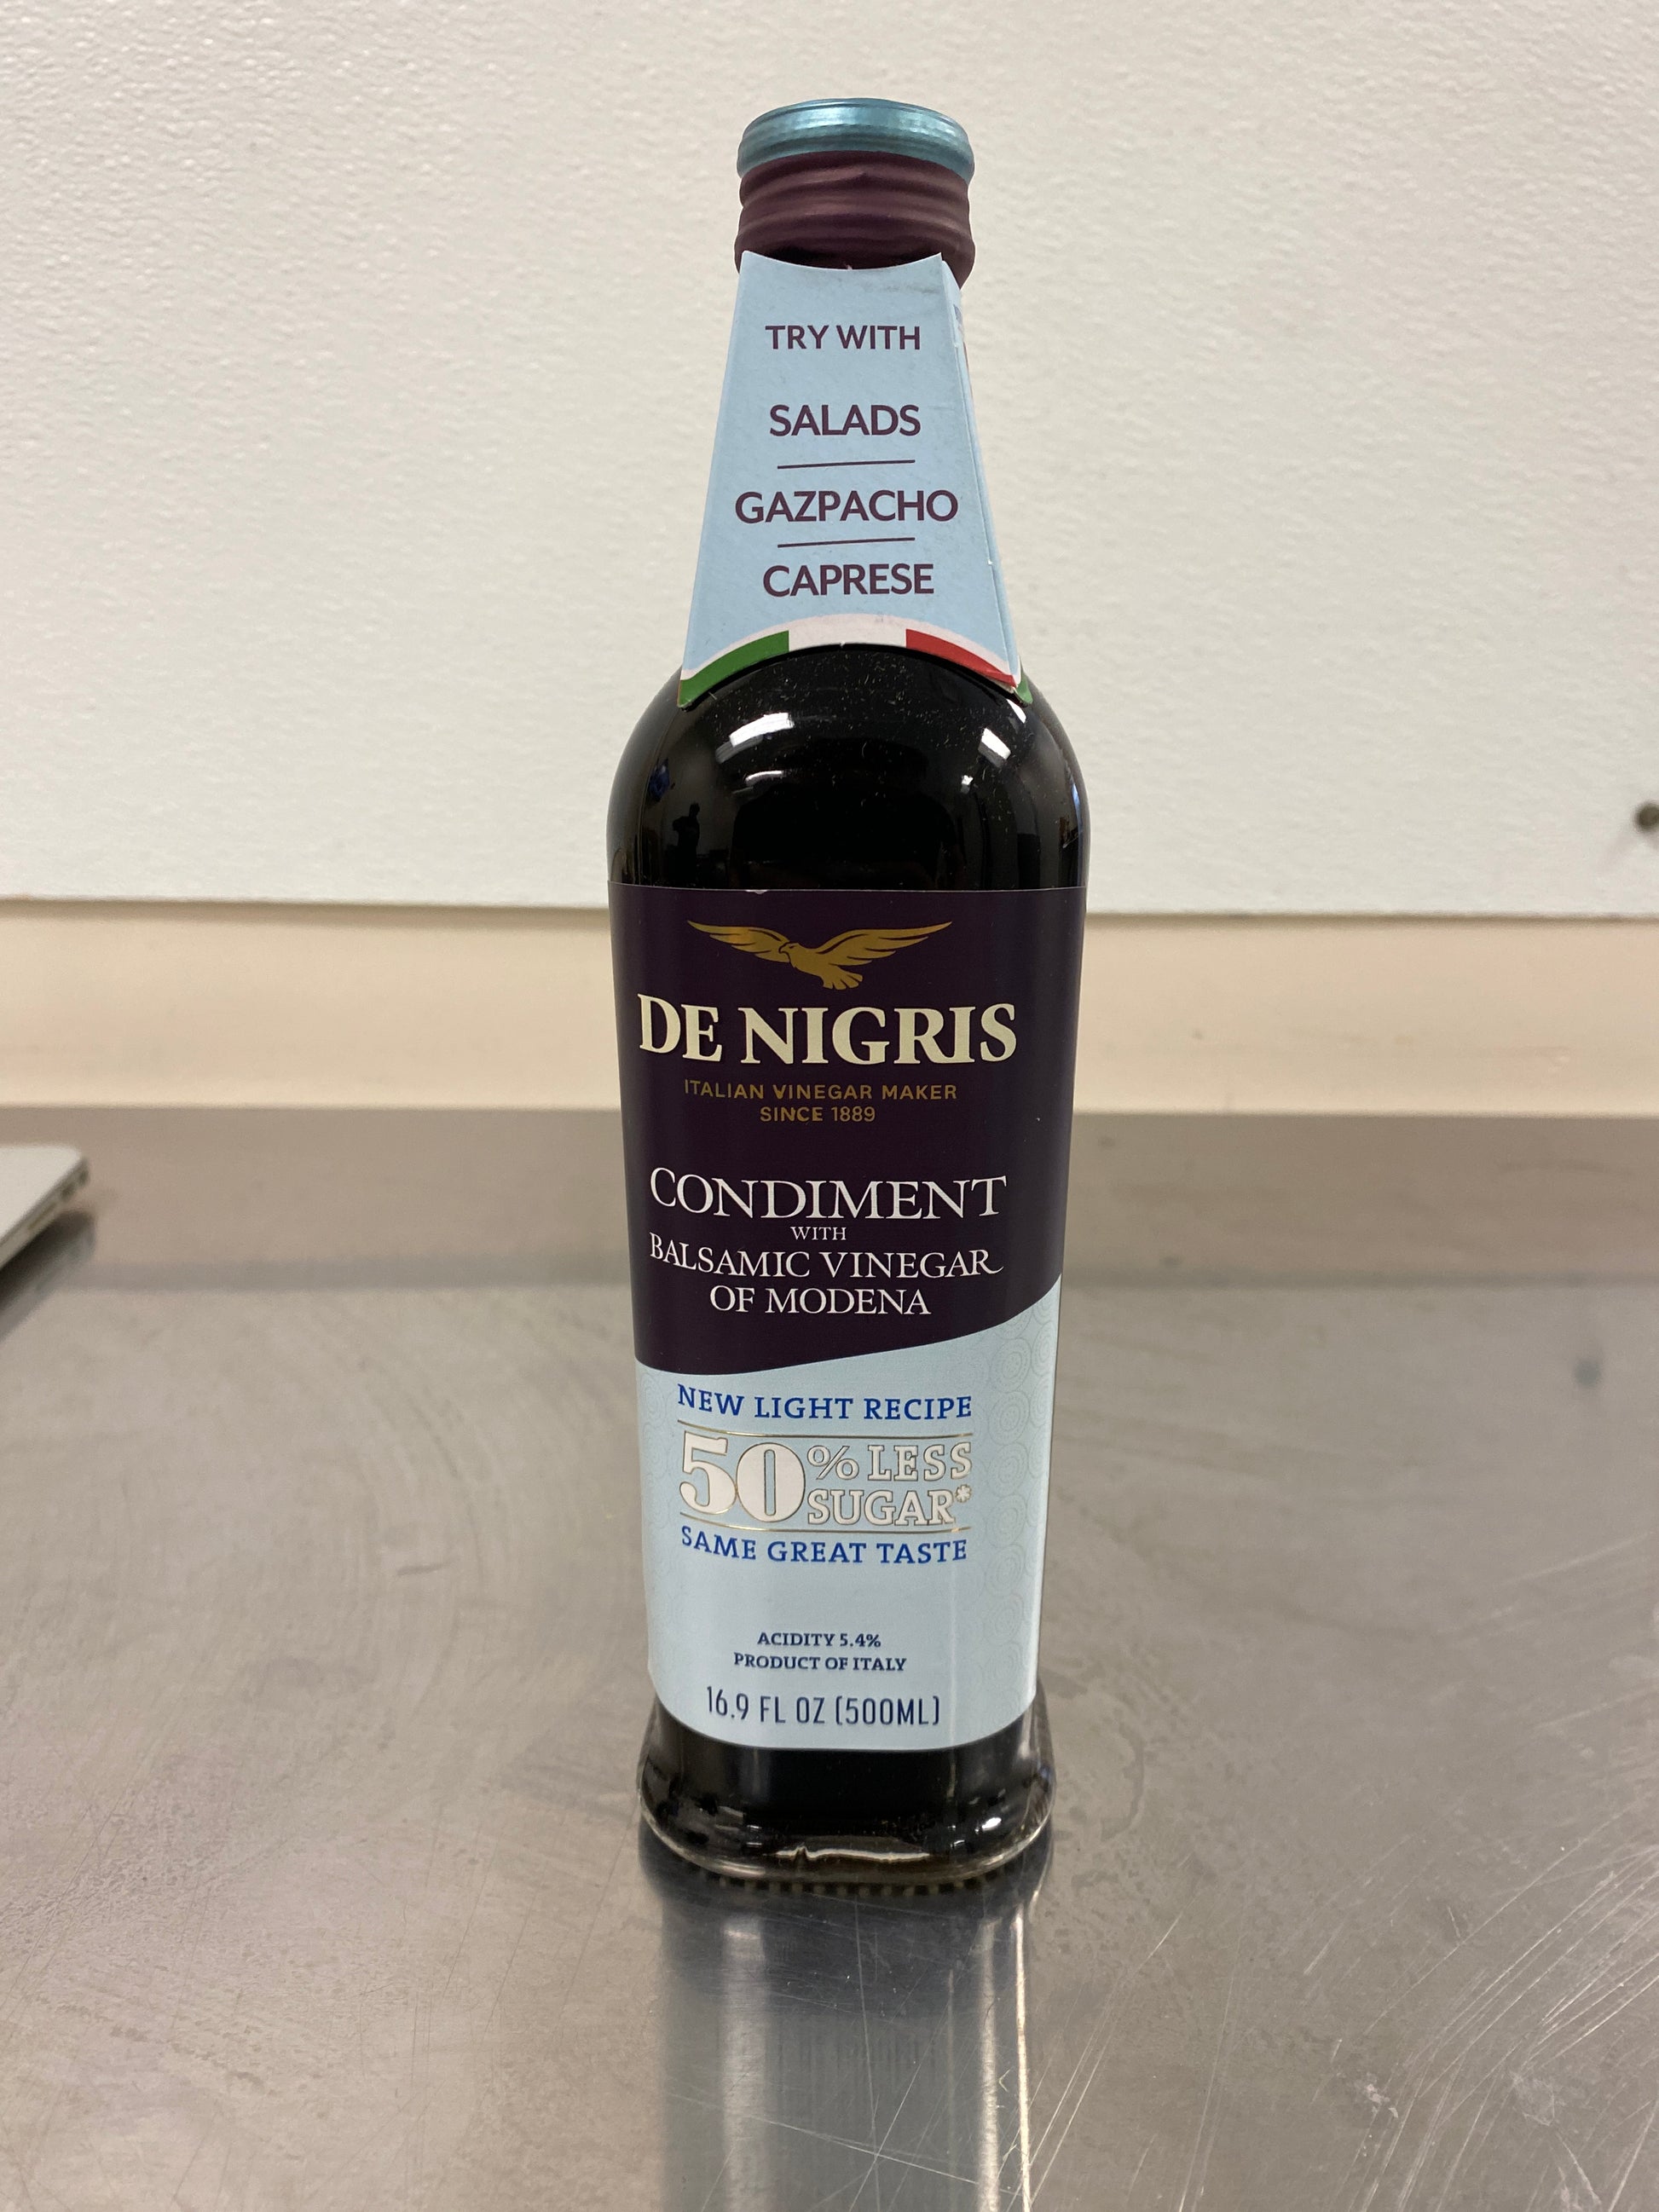 TRY WITH
SALADS
GAZPACHO
CAPRESE
DE NIGRIS
ITALIAN VINEGAR MAKER
SINCE 1889
CONDIMENT
WITH
BALSAMIC VINEGAR
OF MODENA
NEW LIGHT RECIPE
50% LESS
SUGAR*
SAME GREAT TASTE
ACIDITY 5.4%
PRODUCT OF ITALY
16.9 FL OZ (500ML)